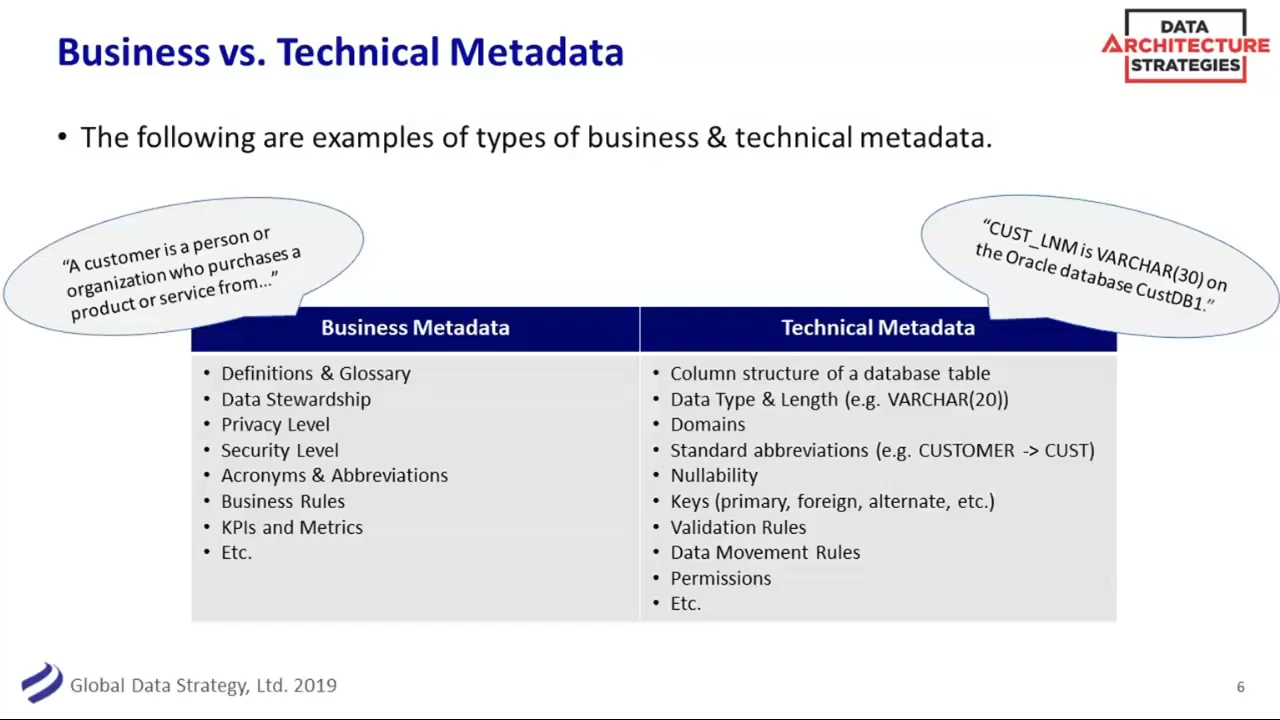 Business vs. Technical Metadata
DATA
ARCHITECTURE
STRATEGIES
• The following are examples of types of business & technical metadata.
“A customer is a person or
organization who purchases a
product or service from...”
“CUST_LNM is VARCHAR(30) on
the Oracle database CustDB1.”
Business Metadata
• Definitions & Glossary
• Data Stewardship
• Privacy Level
• Security Level
• Acronyms & Abbreviations
• Business Rules
• KPIs and Metrics
• Etc.
Technical Metadata
• Column structure of a database table
• Data Type & Length (e.g. VARCHAR(20))
• Domains
• Standard abbreviations (e.g. CUSTOMER -> CUST)
• Nullability
• Keys (primary, foreign, alternate, etc.)
• Validation Rules
• Data Movement Rules
• Permissions
• Etc.
Global Data Strategy, Ltd. 2019
6